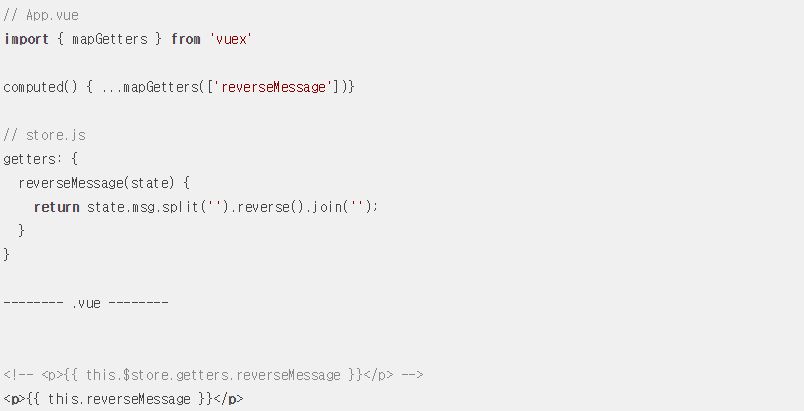 // App.vue
import { mapGetters } from 'vuex'
computed() { ...mapGetters(['reverseMessage'])}
// store.js
getters: {
reverseMessage(state) {
return state.msg.split('').reverse().join('');
}
}
-------- .vue --------
<!-- <p>{{ this.$store.getters.reverseMessage }}</p> -->
<p>{{ this.reverseMessage }}</p>